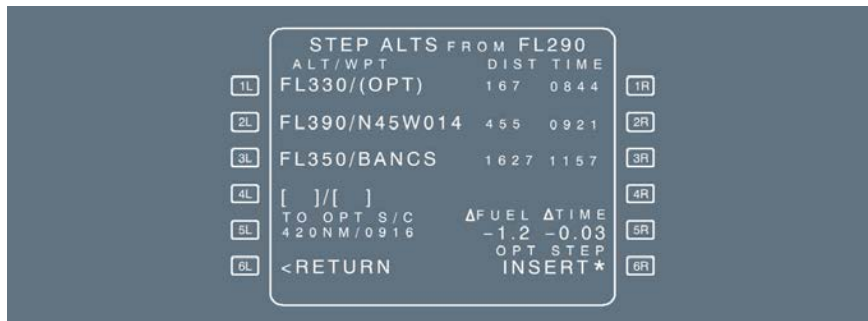 STEP ALTS FROM FL290
ALT/WPT DIST TIME
1L FL330/(OPT) 167 0844 1R
2L FL390/N45W014 455 0921 2R
3L FL350/BANCS 1627 1157 3R
4L [ ]/[ ] 4R
TO OPT S/C ΔFUEL ΔTIME
5L 420NM/0916 -1.2 -0.03 5R
OPT STEP
6L <RETURN INSERT* 6R